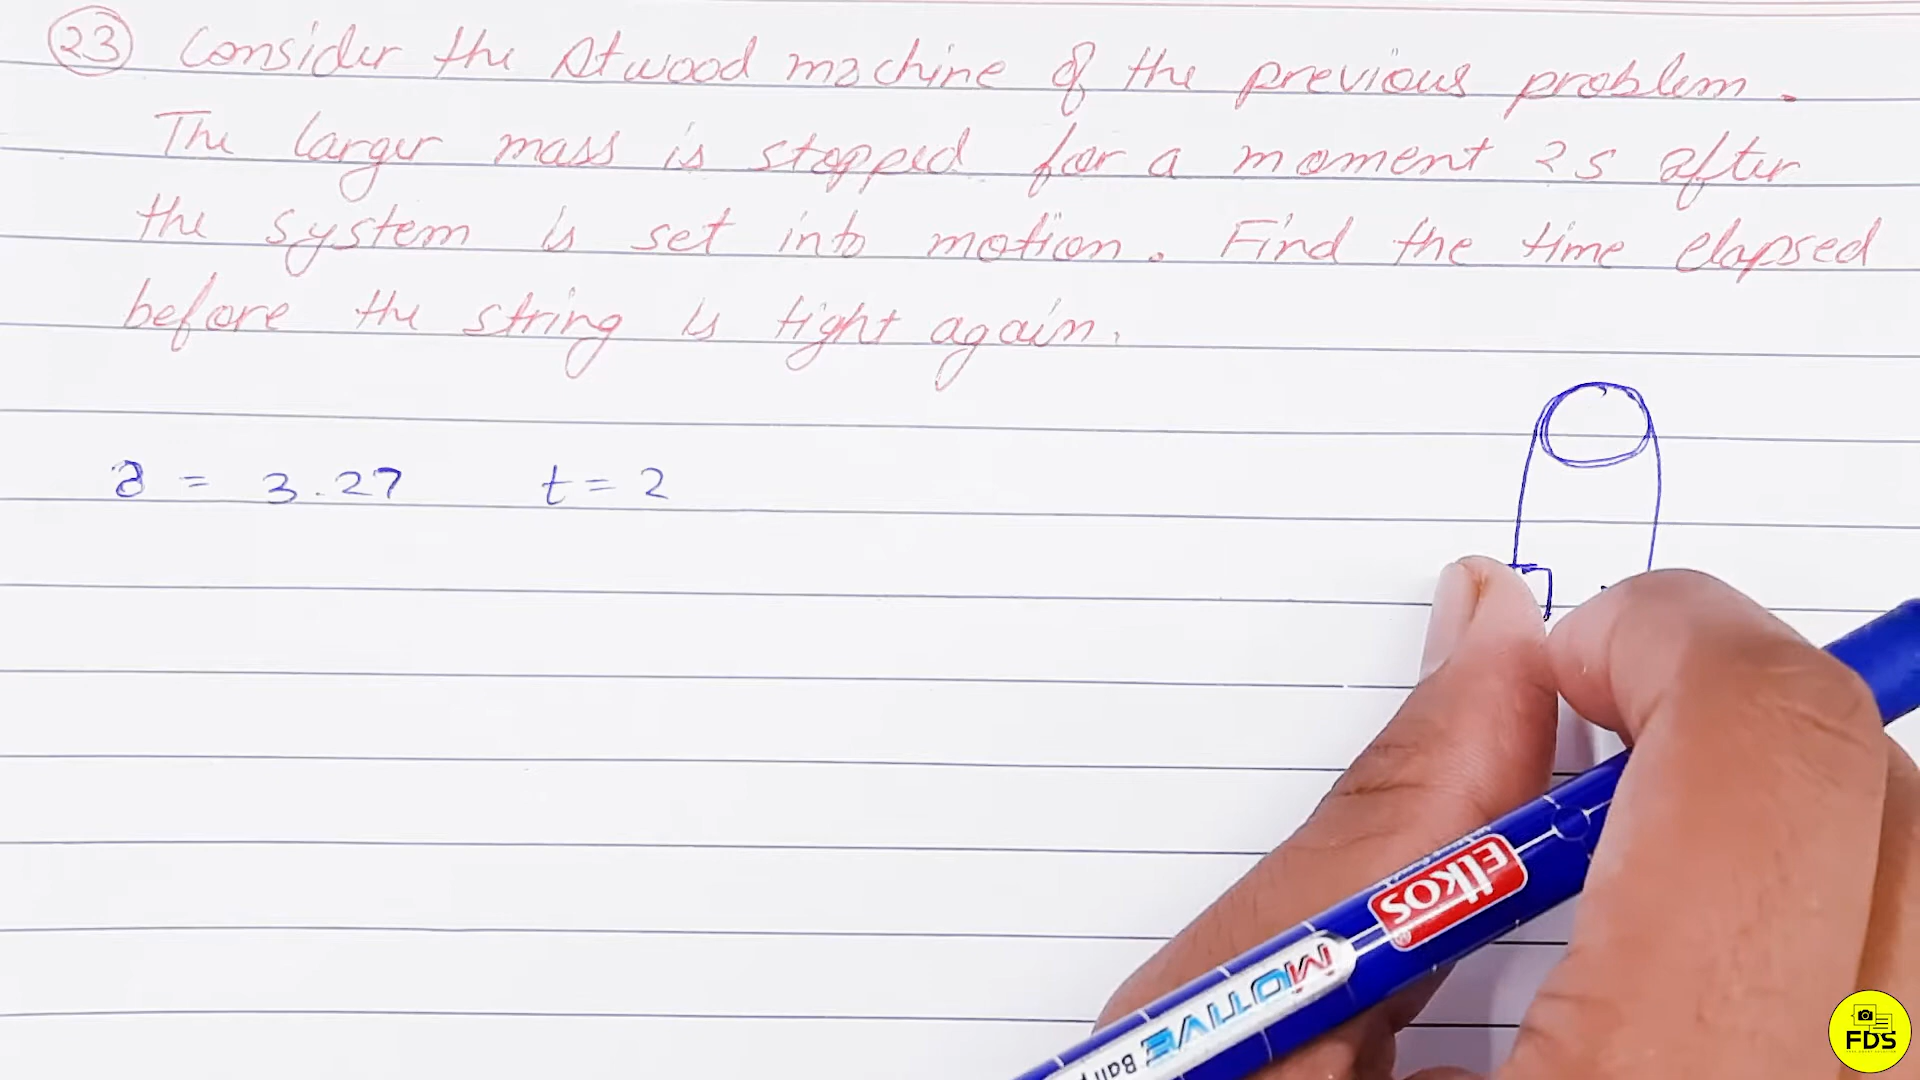 23 Consider the Atwood machine of the previous problem.
The larger mass is stopped for a moment 2s after
the system is set into motion. Find the time elapsed
before the string is tight again.
a = 3.27 t = 2
Elkos
MOTIVE Ball
FDS